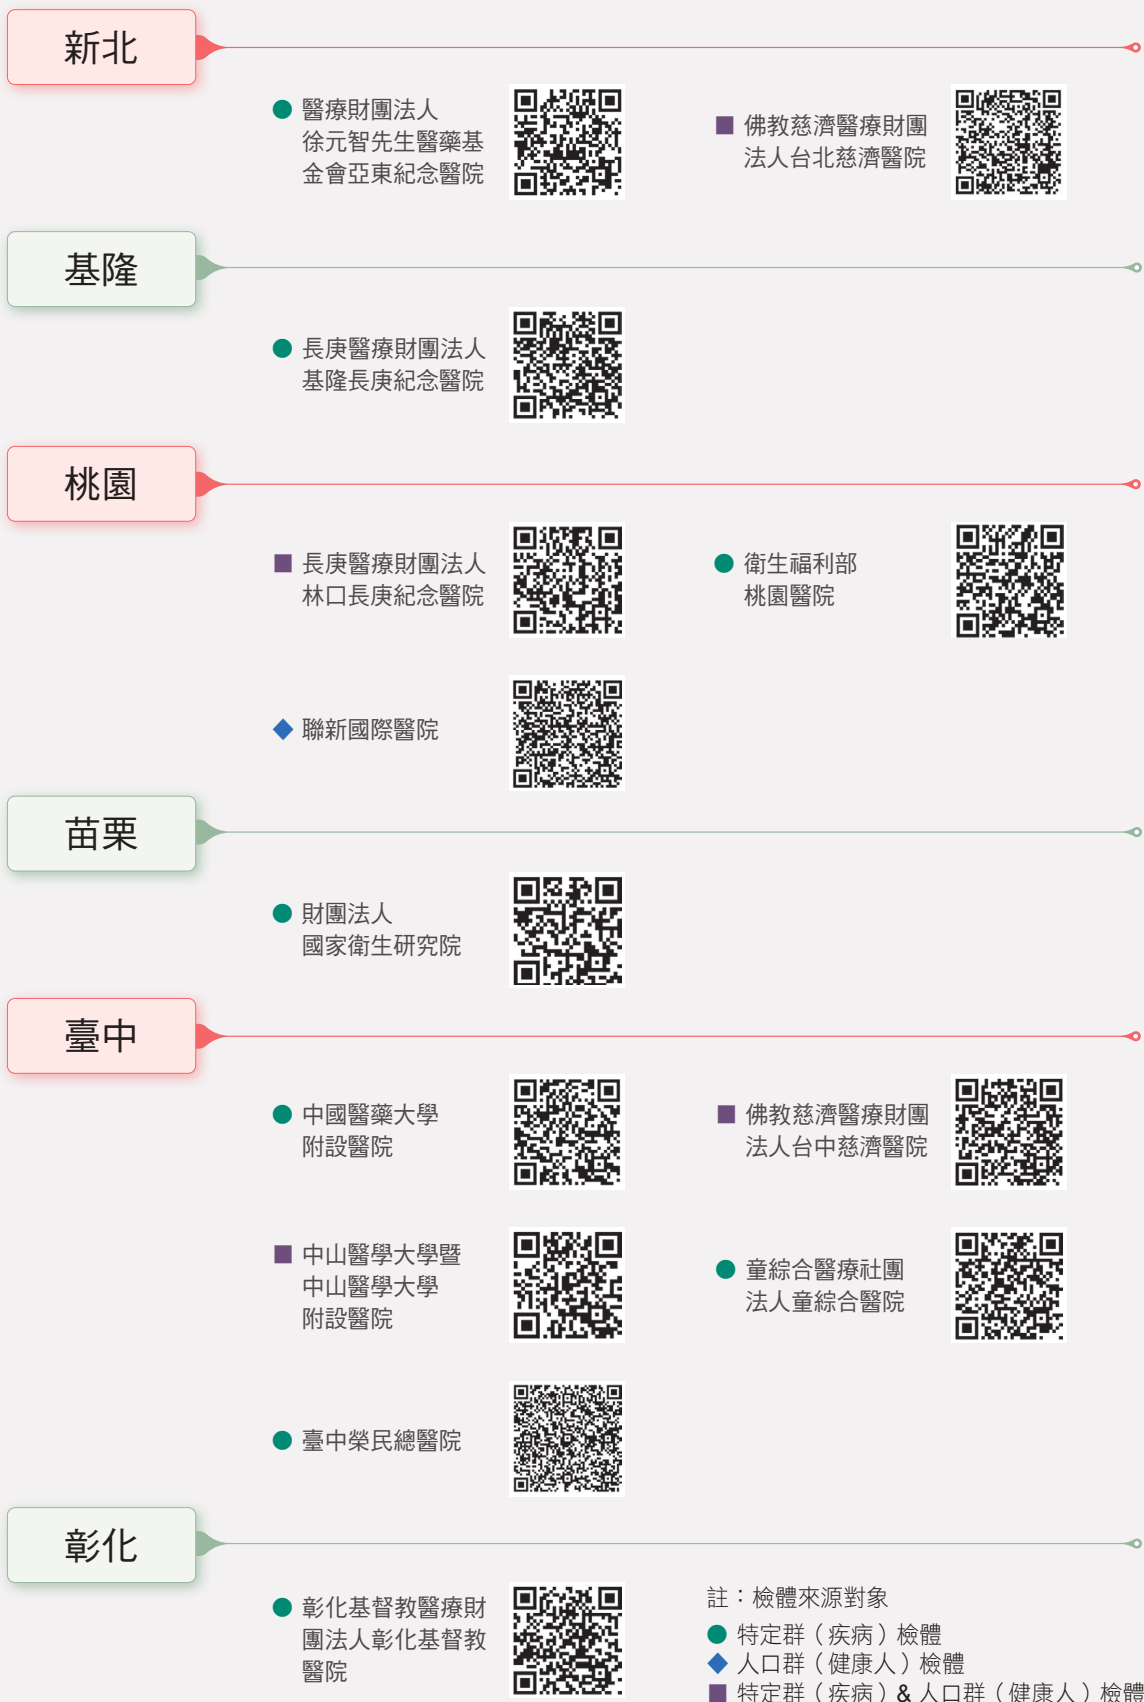 新北
醫療財團法人
徐元智先生醫藥基
金會亞東紀念醫院
佛教慈濟醫療財團
法人台北慈濟醫院
基隆
長庚醫療財團法人
基隆長庚紀念醫院
桃園
長庚醫療財團法人
林口長庚紀念醫院
衛生福利部
桃園醫院
聯新國際醫院
苗栗
財團法人
國家衛生研究院
臺中
中國醫藥大學
附設醫院
佛教慈濟醫療財團
法人台中慈濟醫院
中山醫學大學暨
中山醫學大學
附設醫院
童綜合醫療社團
法人童綜合醫院
臺中榮民總醫院
彰化
彰化基督教醫療財
團法人彰化基督教
醫院
註：檢體來源對象
特定群（疾病）檢體
人口群（健康人）檢體
特定群（疾病）& 人口群（健康人）檢體